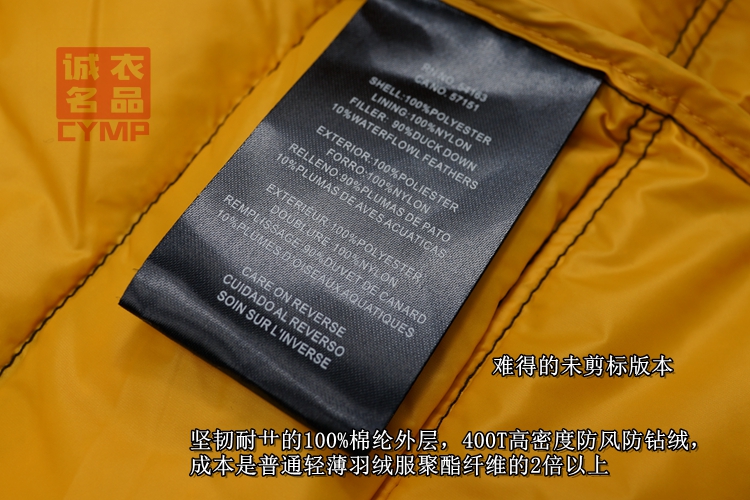 诚衣
名品
CYMP
CANO. 57151
SHELL:100%POLYESTER
LINING:100%NYLON
FILLER: 90%DUCK DOWN
10%WATERFLOWL FEATHERS
EXTERIOR:100%POLIESTER
FORRO:100%NYLON
RELLENO:90%PLUMAS DE PATO
10%PLUMAS DE AVES ACUATICAS
EXTERIEUR:100%POLYESTER
DOUBLURE:100%NYLON
REMPLISSAGE:90%DUVET DE CANARD
10%PLUMES D'OISEAUX AQUATIQUES
CARE ON REVERSE
CUIDADO AL REVERSO
SOIN SUR L'INVERSE
难得的未剪标版本
坚韧耐艹的100%棉纶外层，400T高密度防风防钻绒，
成本是普通轻薄羽绒服聚酯纤维的2倍以上